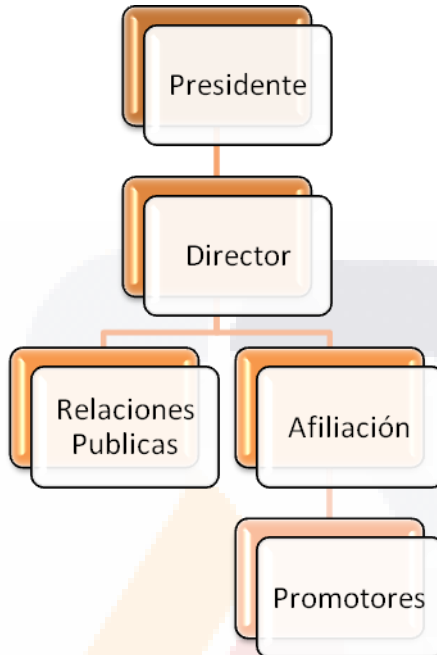 Presidente
Director
Relaciones
Publicas
Afiliación
Promotores